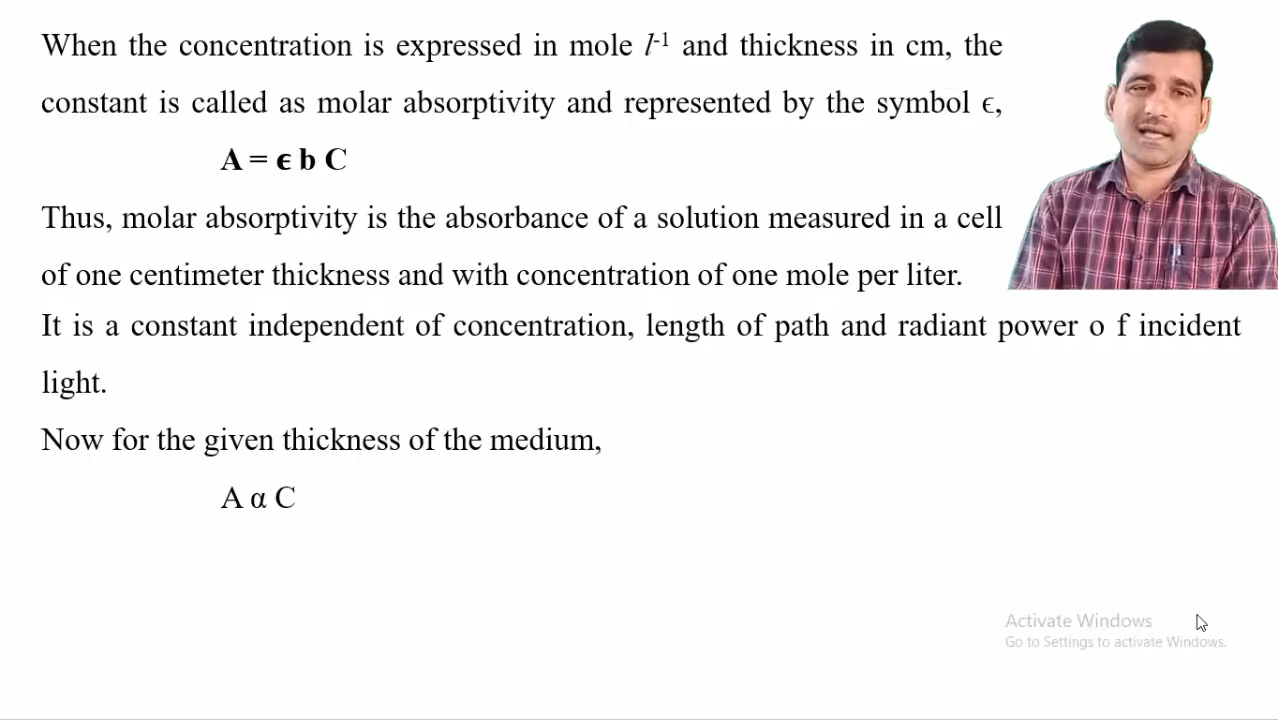 When the concentration is expressed in mole l⁻¹ and thickness in cm, the
constant is called as molar absorptivity and represented by the symbol ϵ,
A = ϵ b C
Thus, molar absorptivity is the absorbance of a solution measured in a cell
of one centimeter thickness and with concentration of one mole per liter.
It is a constant independent of concentration, length of path and radiant power o f incident
light.
Now for the given thickness of the medium,
A α C
Activate Windows
Go to Settings to activate Windows.